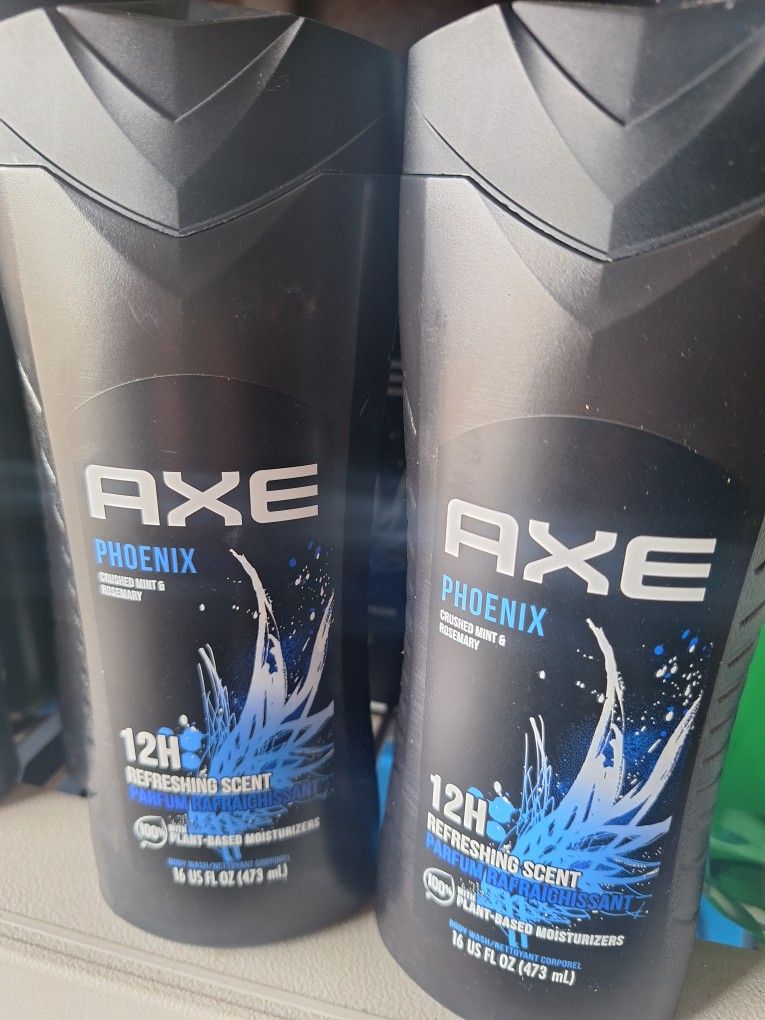 AXE
PHOENIX
CRUSHED MINT &
ROSEMARY
12H
REFRESHING SCENT
PARFUM RAFRAICHISSANT
100%
WITH
PLANT-BASED MOISTURIZERS
BODY WASH/NETTOYANT CORPOREL
16 US FL OZ (473 mL)
AXE
PHOENIX
CRUSHED MINT &
ROSEMARY
12H
REFRESHING SCENT
PARFUM RAFRAICHISSANT
100%
WITH
PLANT-BASED MOISTURIZERS
BODY WASH/NETTOYANT CORPOREL
16 US FL OZ (473 mL)